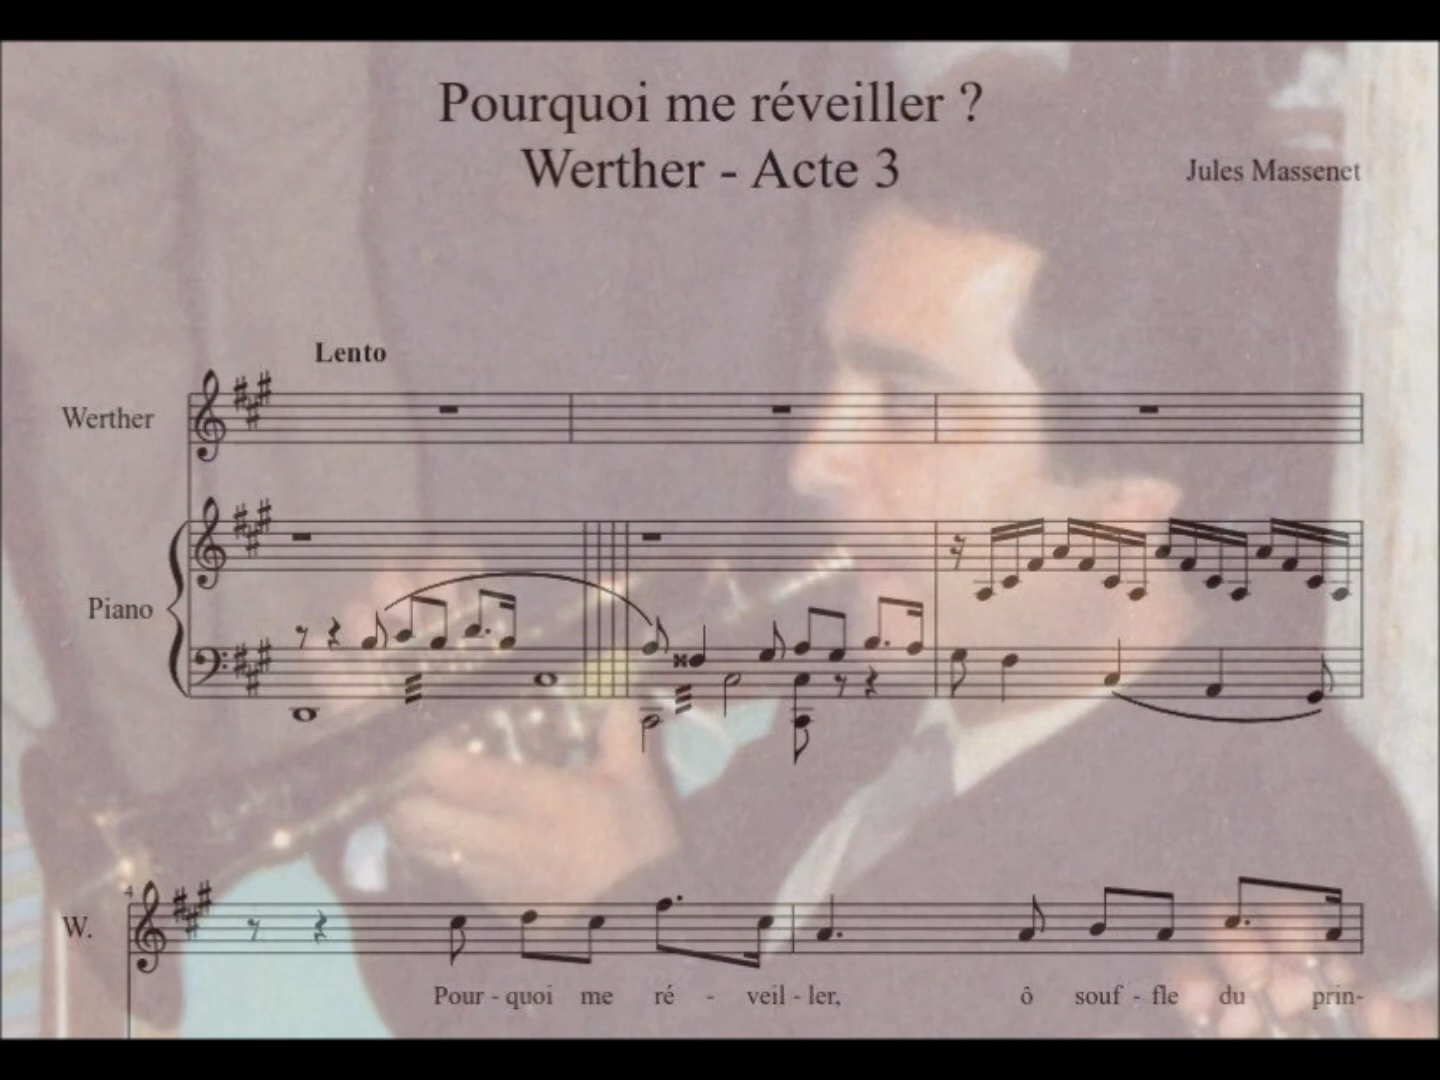 Pourquoi me réveiller ?
Werther - Acte 3
Jules Massenet
Lento
Werther
Piano
4
W.
Pour - quoi me ré - veil - ler, ô souf - fle du prin-